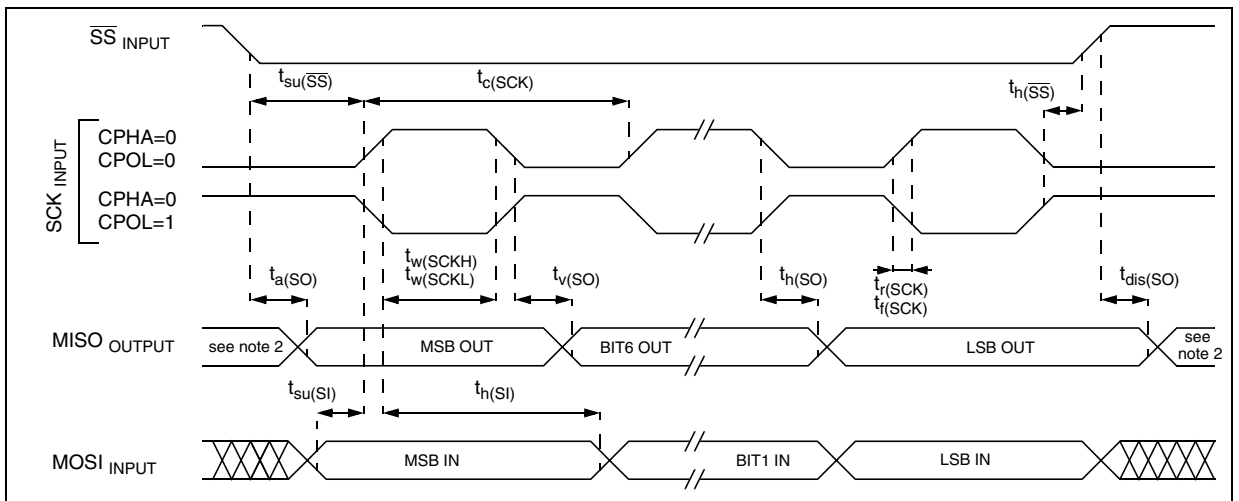 SS INPUT
tsu(SS)
tc(SCK)
th(SS)
SCK INPUT
CPHA=0
CPOL=0
CPHA=0
CPOL=1
ta(SO)
tw(SCKH)
tw(SCKL)
tv(SO)
th(SO)
tr(SCK)
tf(SCK)
tdis(SO)
MISO OUTPUT
see note 2
MSB OUT
BIT6 OUT
LSB OUT
see
note 2
tsu(SI)
th(SI)
MOSI INPUT
MSB IN
BIT1 IN
LSB IN